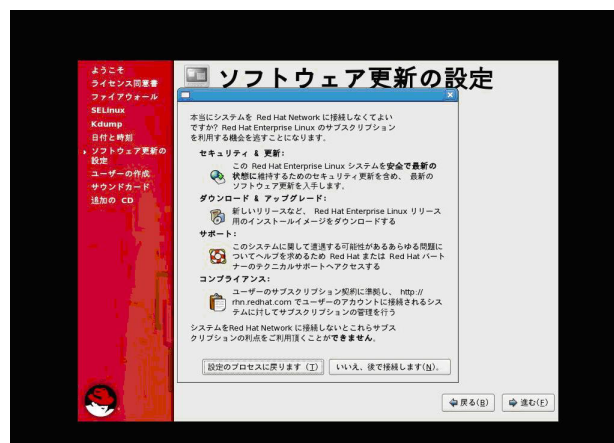 ようこそ
ライセンス同意書
ファイアウォール
SELinux
Kdump
日付と時刻
ソフトウェア更新の
設定
ユーザーの作成
サウンドカード
追加の CD
ソフトウェア更新の設定
本当にシステムを Red Hat Network に接続しなくてよい
ですか? Red Hat Enterprise Linux のサブスクリプション
を利用する機会を逃すことになります。
セキュリティ & 更新:
この Red Hat Enterprise Linux システムを安全で最新の
状態に維持するためのセキュリティ更新を含め、 最新の
ソフトウェア更新を入手します。
ダウンロード & アップグレード:
新しいリリースなど、 Red Hat Enterprise Linux リリース
用のインストールイメージをダウンロードする
サポート:
このシステムに関して遭遇する可能性があるあらゆる問題に
ついてヘルプを求めるため Red Hat または Red Hat パート
ナーのテクニカルサポートへアクセスする
コンプライアンス:
ユーザーのサブスクリプション契約に準拠し、 http://
rhn.redhat.com でユーザーのアカウントに接続されるシス
テムに対してサブスクリプションの管理を行う
システムをRed Hat Network に接続しないとこれらサブス
クリプションの利点をご利用頂くことができません。
設定のプロセスに戻ります (T)
いいえ、後で接続します(N)。
戻る(B)
進む(F)